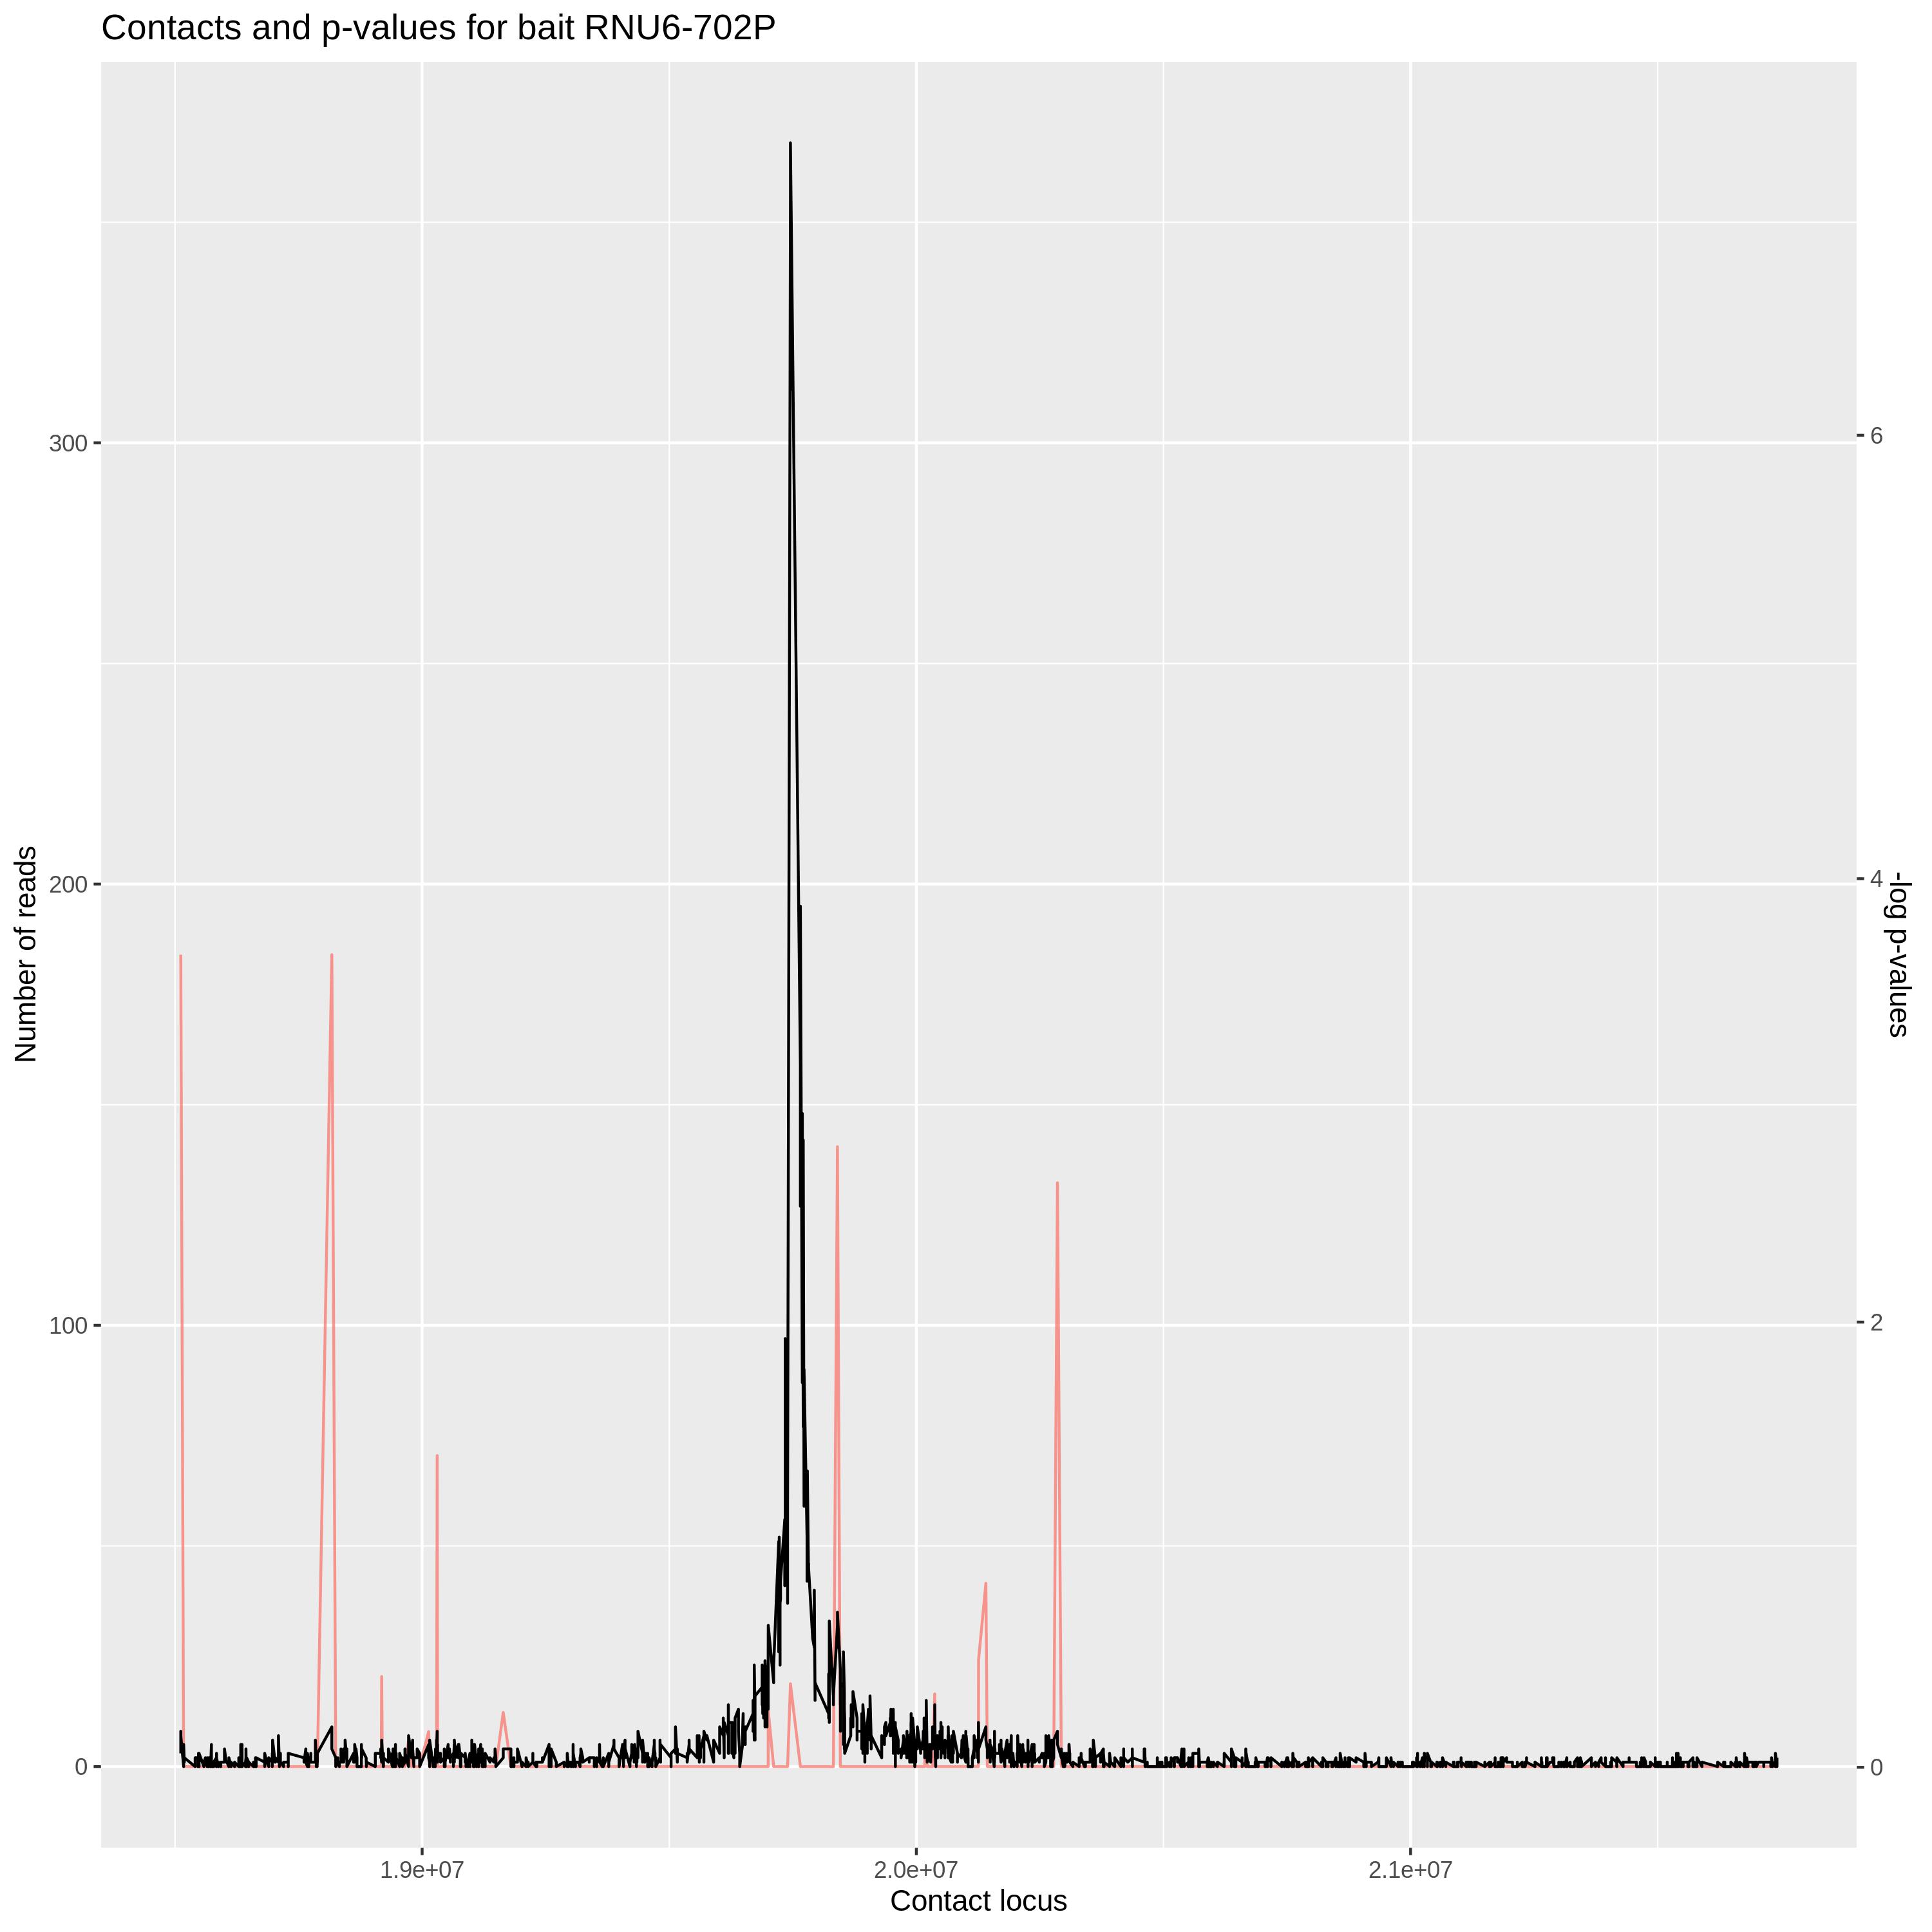 Contacts and p-values for bait RNU6-702P
300
200
100
0
6
4
2
0
Number of reads
-log p-values
1.9e+07
2.0e+07
2.1e+07
Contact locus